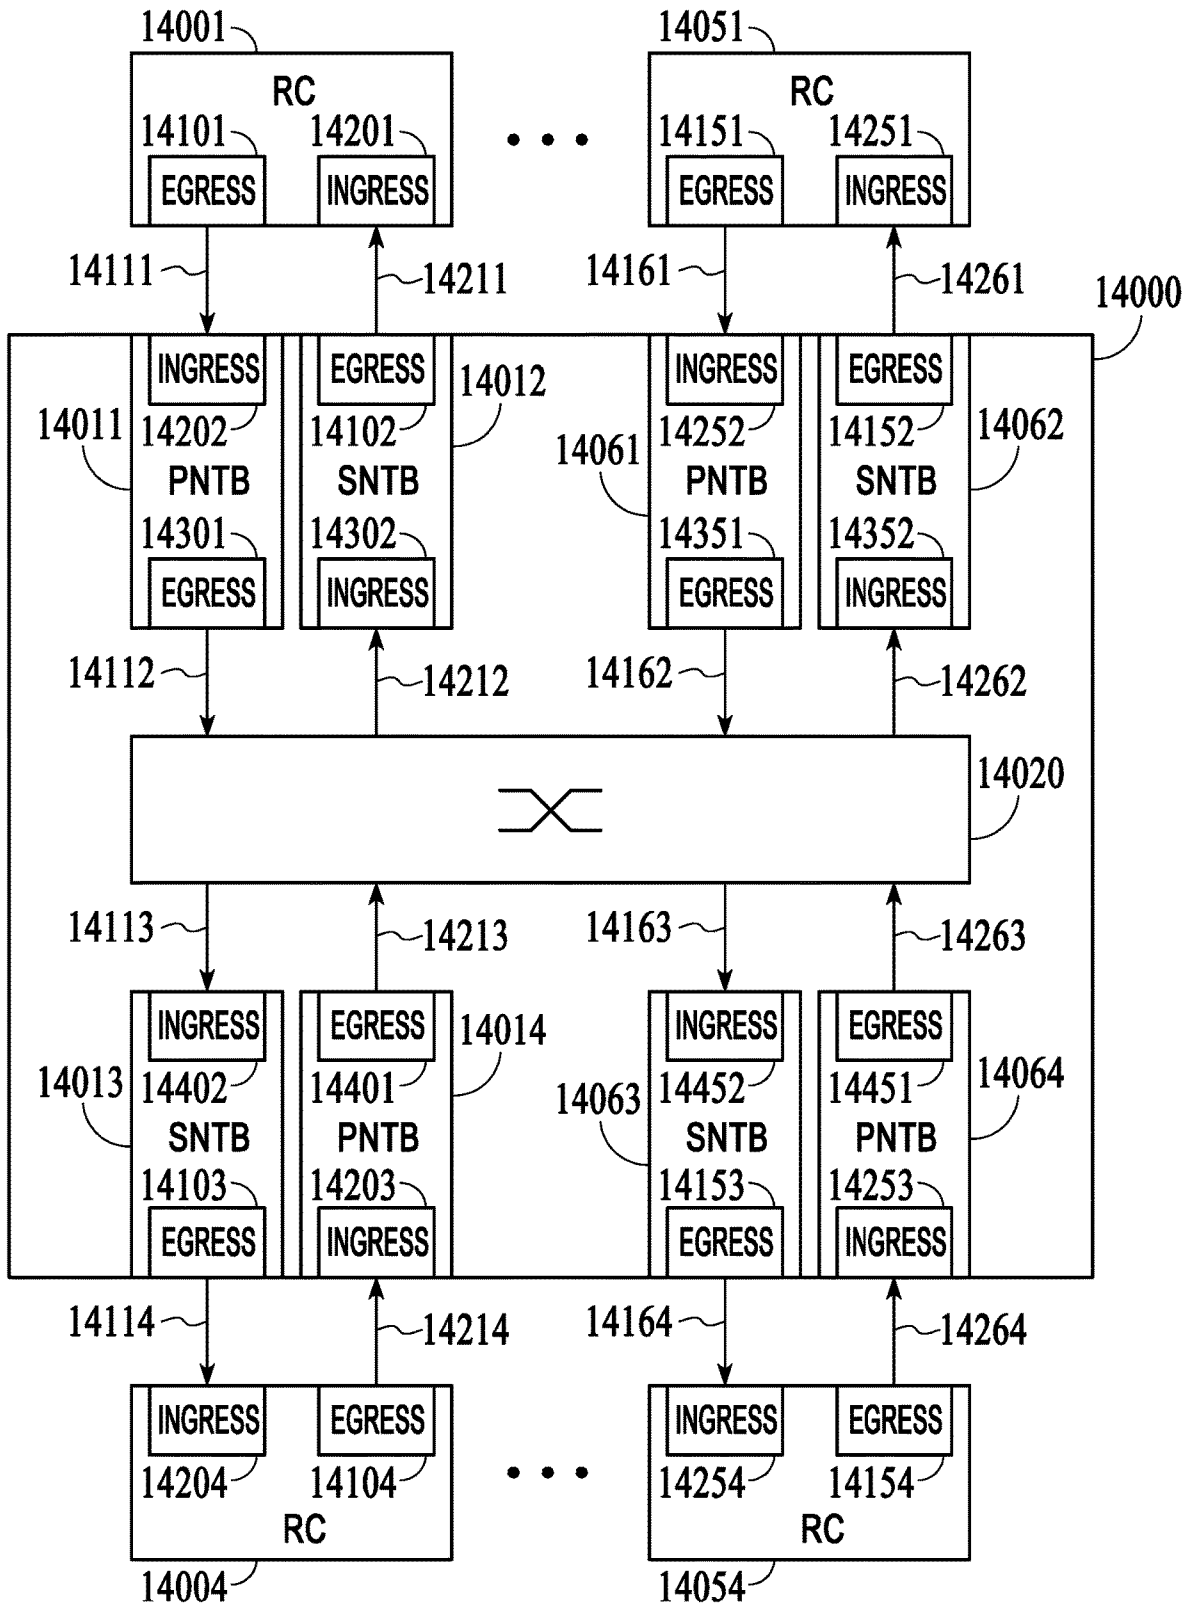 14001 14051
RC RC
14101 14201 14151 14251
EGRESS INGRESS EGRESS INGRESS
14111 14211 14161 14261
14000
INGRESS EGRESS INGRESS EGRESS
14011 14202 14102 14012 14061 14252 14152 14062
PNTB SNTB PNTB SNTB
14301 14302 14351 14352
EGRESS INGRESS EGRESS INGRESS
14112 14212 14162 14262
14020
14113 14213 14163 14263
INGRESS EGRESS INGRESS EGRESS
14013 14402 14401 14014 14063 14452 14451 14064
SNTB PNTB SNTB PNTB
14103 14203 14153 14253
EGRESS INGRESS EGRESS INGRESS
14114 14214 14164 14264
INGRESS EGRESS INGRESS EGRESS
14204 14104 14254 14154
RC RC
14004 14054